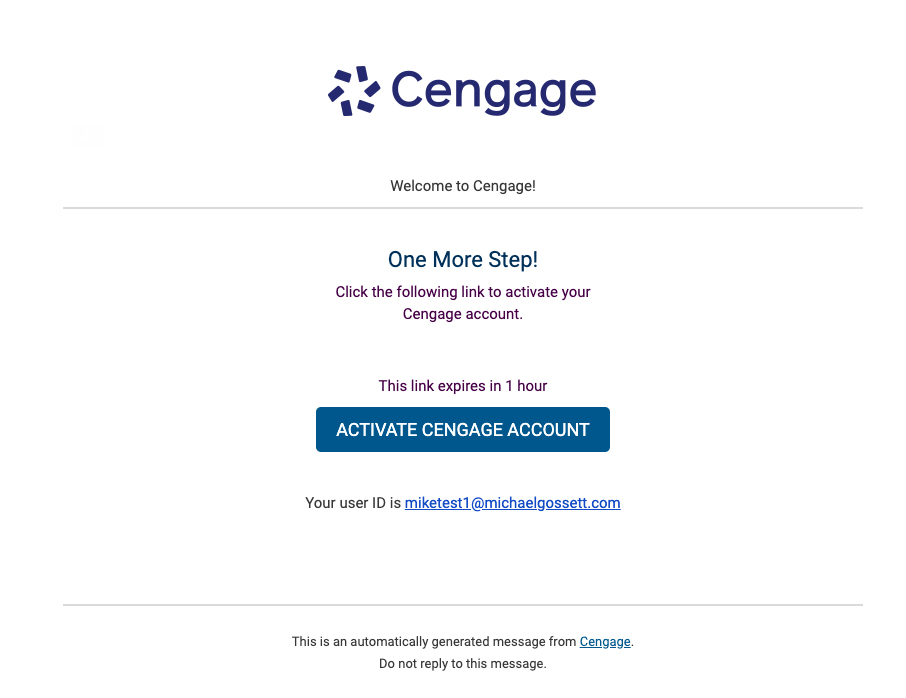 Cengage
Welcome to Cengage!
One More Step!
Click the following link to activate your
Cengage account.
This link expires in 1 hour
ACTIVATE CENGAGE ACCOUNT
Your user ID is miketest1@michaelgossett.com
This is an automatically generated message from Cengage.
Do not reply to this message.